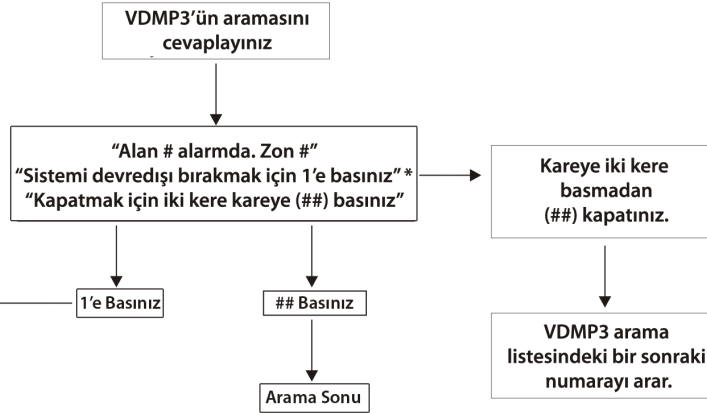 VDMP3'ün aramasını
cevaplayınız
“Alan # alarmda. Zon #”
“Sistemi devredışı bırakmak için 1'e basınız” *
“Kapatmak için iki kere kareye (##) basınız”
Kareye iki kere
basmadan
(##) kapatınız.
1'e Basınız
## Basınız
VDMP3 arama
listesindeki bir sonraki
numarayı arar.
Arama Sonu